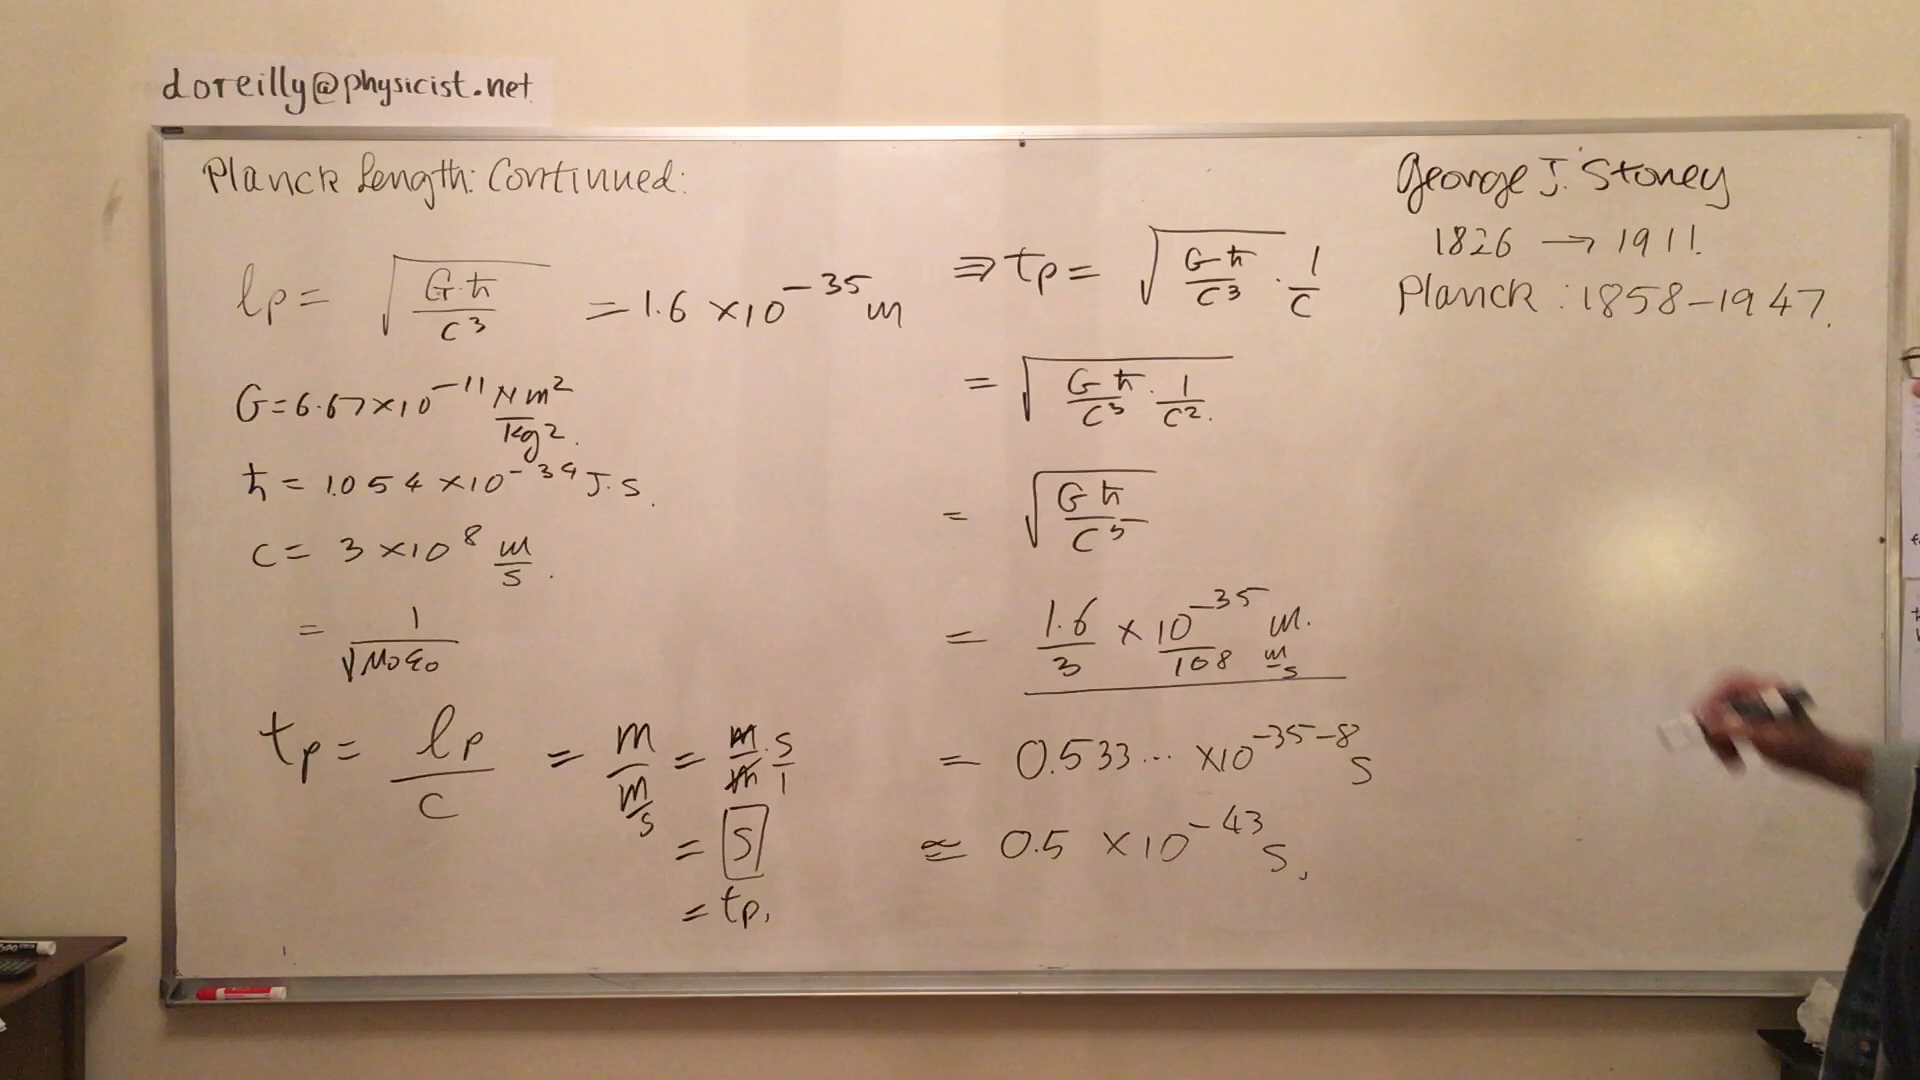 doreilly@physicist.net
Planck Length: Continued:
lp = √(G·ħ/c³) = 1.6 ×10⁻³⁵ m
G = 6.67×10⁻¹¹ Nm²/kg².
ħ = 1.054 ×10⁻³⁴ J.s.
c = 3 ×10⁸ m/s.
= 1/√μ₀ε₀
tp = lp/c = m/(m/s) = m/m · s/1
= s
= tp.
⇒ tp = √(Għ/c³) · 1/c
= √(Għ/c³ · 1/c².)
= √(Għ/c⁵)
= 1.6/3 × 10⁻³⁵/10⁸ m./(m/s)
= 0.533... ×10⁻³⁵⁻⁸ s
≈ 0.5 ×10⁻⁴³ s.
George J. Stoney
1826 → 1911.
Planck : 1858-1947.